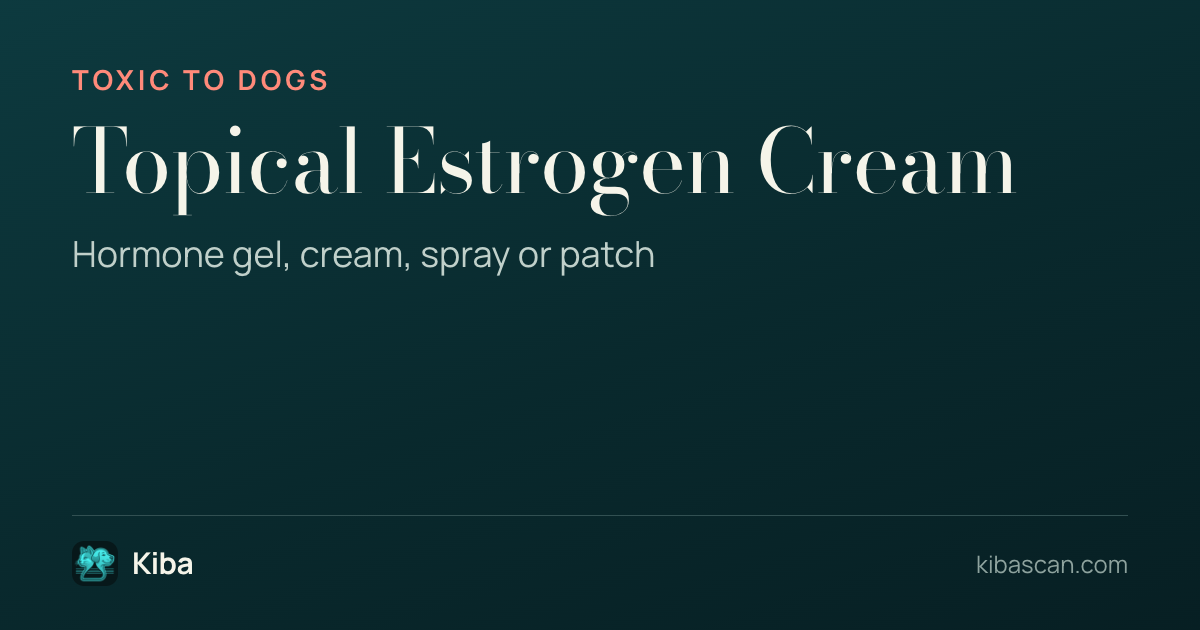 TOXIC TO DOGS
Topical Estrogen Cream
Hormone gel, cream, spray or patch
Kiba
kibascan.com